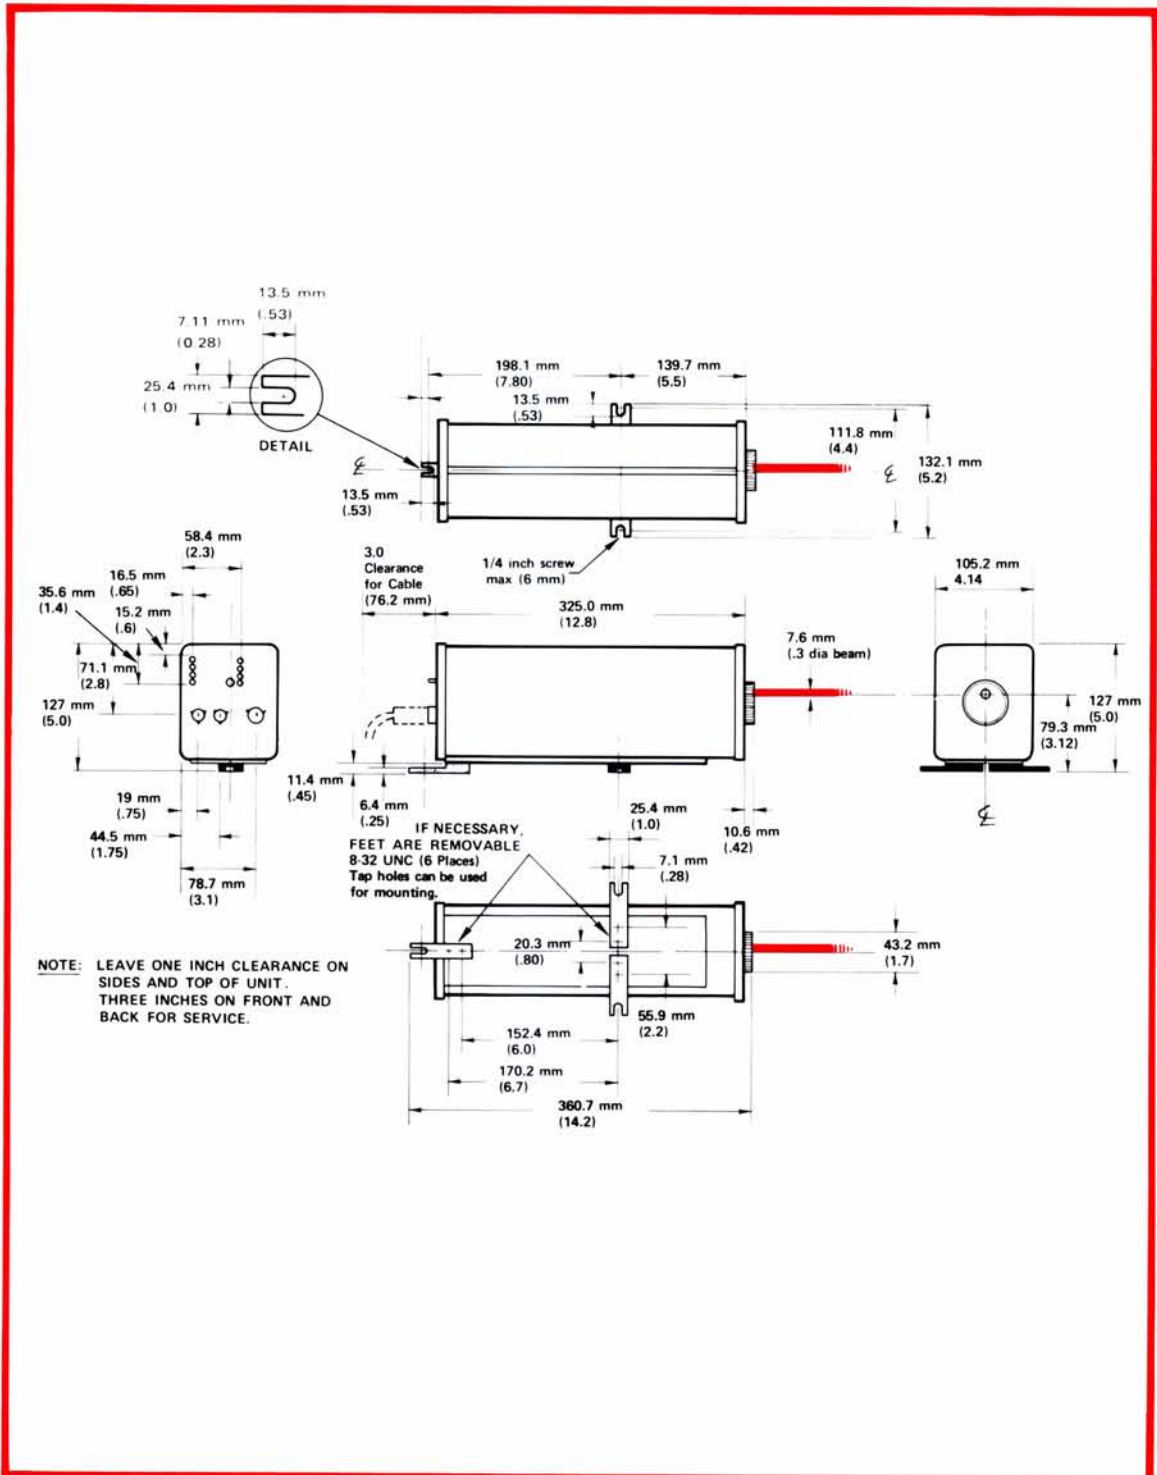 13.5 mm
(.53)
7.11 mm
(0.28)
25.4 mm
(1.0)
DETAIL
198.1 mm
(7.80)
139.7 mm
(5.5)
13.5 mm
(.53)
111.8 mm
(4.4)
132.1 mm
(5.2)
℄
℄
13.5 mm
(.53)
1/4 inch screw
max (6 mm)
58.4 mm
(2.3)
16.5 mm
(.65)
35.6 mm
(1.4)
15.2 mm
(.6)
71.1 mm
(2.8)
127 mm
(5.0)
19 mm
(.75)
44.5 mm
(1.75)
78.7 mm
(3.1)
3.0
Clearance
for Cable
(76.2 mm)
325.0 mm
(12.8)
7.6 mm
(.3 dia beam)
11.4 mm
(.45)
6.4 mm
(.25)
25.4 mm
(1.0)
10.6 mm
(.42)
105.2 mm
4.14
127 mm
(5.0)
79.3 mm
(3.12)
℄
IF NECESSARY,
FEET ARE REMOVABLE
8-32 UNC (6 Places)
Tap holes can be used
for mounting.
7.1 mm
(.28)
20.3 mm
(.80)
43.2 mm
(1.7)
55.9 mm
(2.2)
152.4 mm
(6.0)
170.2 mm
(6.7)
360.7 mm
(14.2)
NOTE: LEAVE ONE INCH CLEARANCE ON
SIDES AND TOP OF UNIT.
THREE INCHES ON FRONT AND
BACK FOR SERVICE.